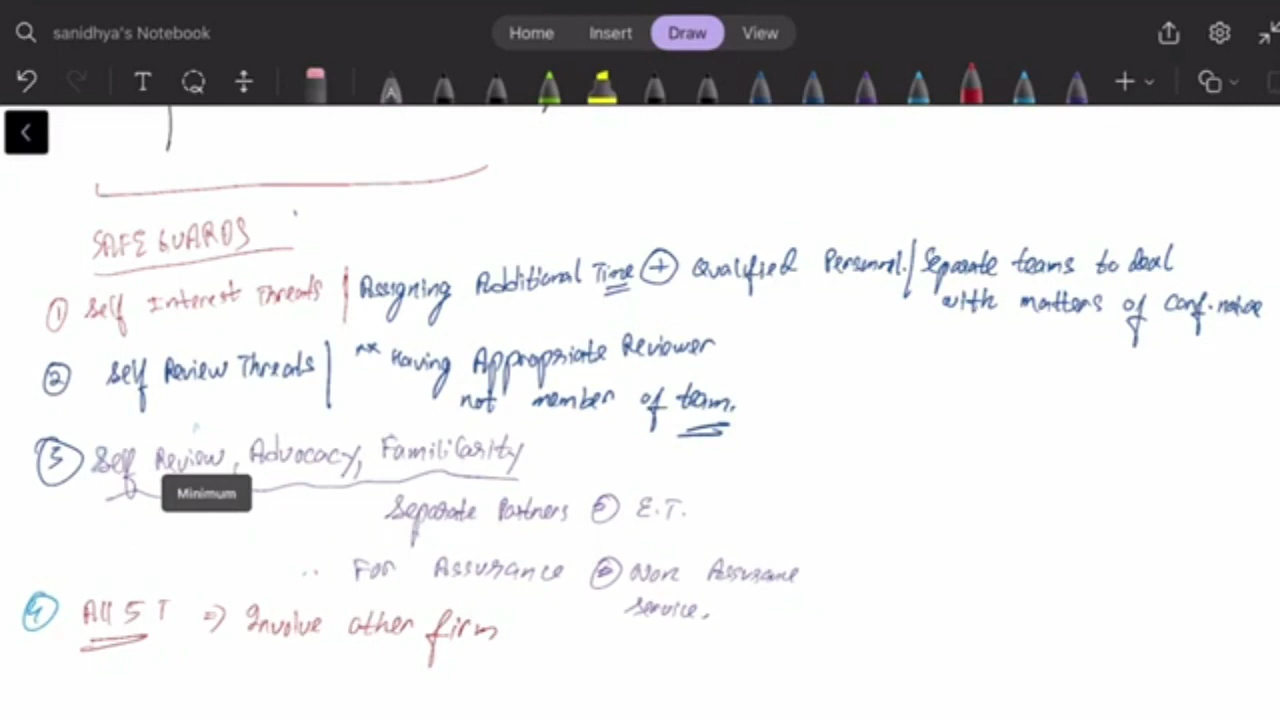 sanidhya's Notebook
Home Insert Draw View
SAFEGUARDS
① Self Interest Threats | Assigning Additional Time ⊕ Qualified Personnel. / Separate teams to deal
with matters of conf. nature
② Self Review Threats | ** Having Appropriate Reviewer
not member of team.
③ Self Review, Advocacy, Familiarity
Minimum
Separate Partners & E.T.
For Assurance & Non Assurance
service.
④ All 5 T ⇒ Involve other firm